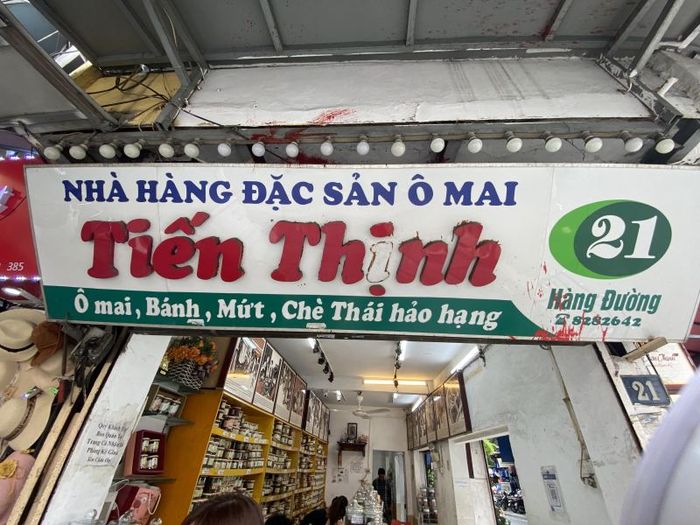 NHÀ HÀNG ĐẶC SẢN Ô MAI
Tiến Thịnh
Ô mai, Bánh, Mứt, Chè Thái hảo hạng
21
Hàng Đường
☎ 8282642
385
21